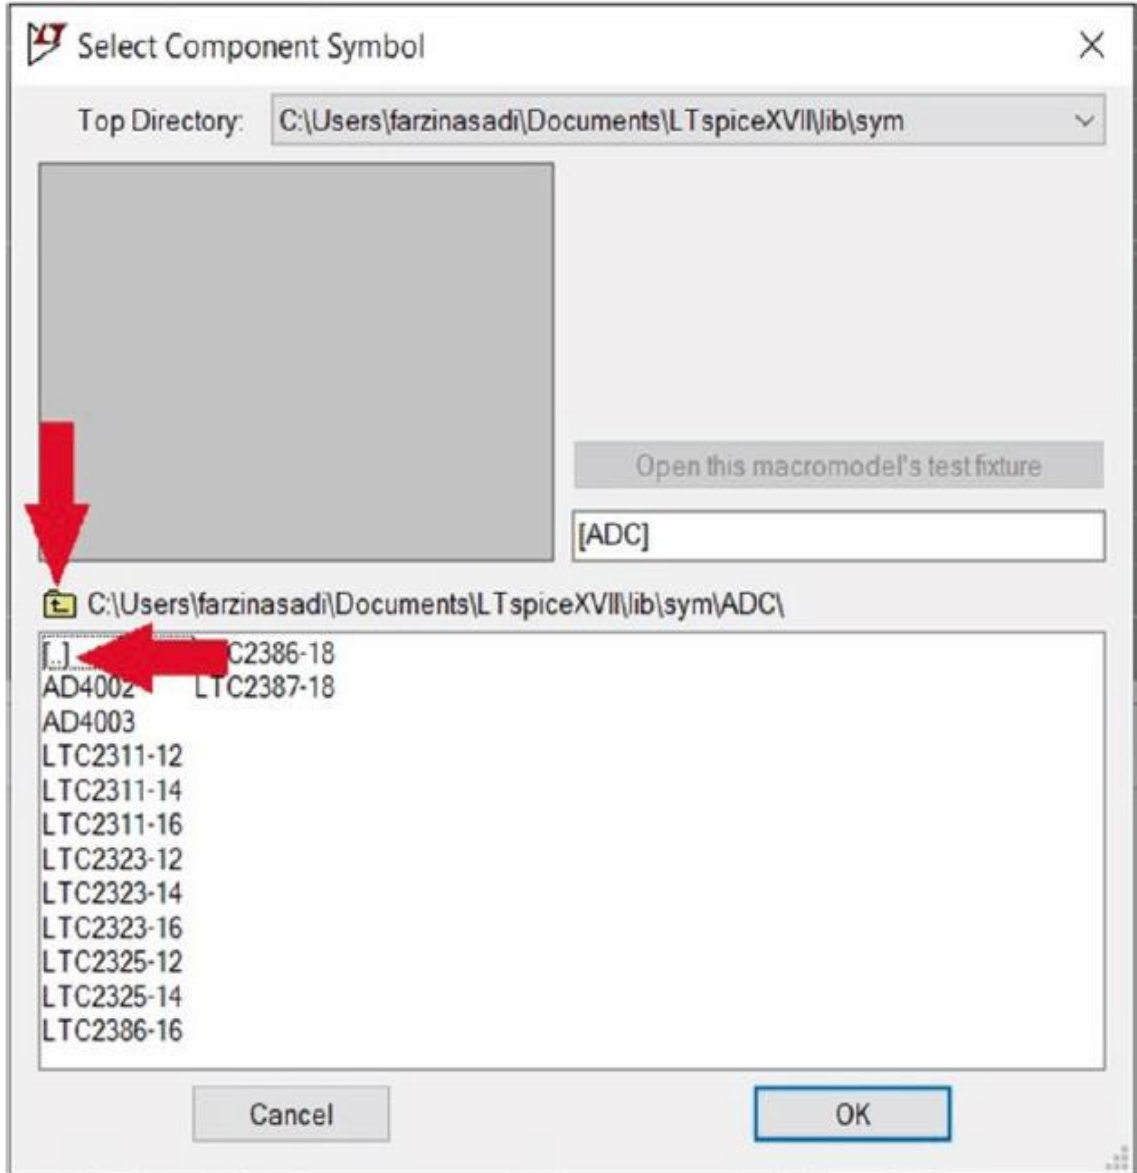 Select Component Symbol
Top Directory: C:\Users\farzinasadi\Documents\LTspiceXVII\lib\sym
Open this macromodel's test fixture
[ADC]
C:\Users\farzinasadi\Documents\LTspiceXVII\lib\sym\ADC\
[..]
AD4002 LTC2387-18
AD4003
LTC2311-12
LTC2311-14
LTC2311-16
LTC2323-12
LTC2323-14
LTC2323-16
LTC2325-12
LTC2325-14
LTC2386-16
Cancel OK